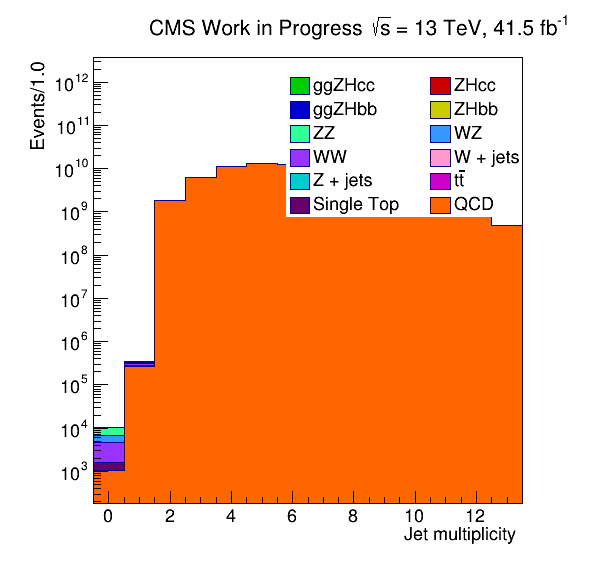 CMS Work in Progress √s = 13 TeV, 41.5 fb⁻¹
Events/1.0
10¹²
10¹¹
10¹⁰
10⁹
10⁸
10⁷
10⁶
10⁵
10⁴
10³
ggZHcc ZHcc
ggZHbb ZHbb
ZZ WZ
WW W + jets
Z + jets tt̄
Single Top QCD
0 2 4 6 8 10 12
Jet multiplicity